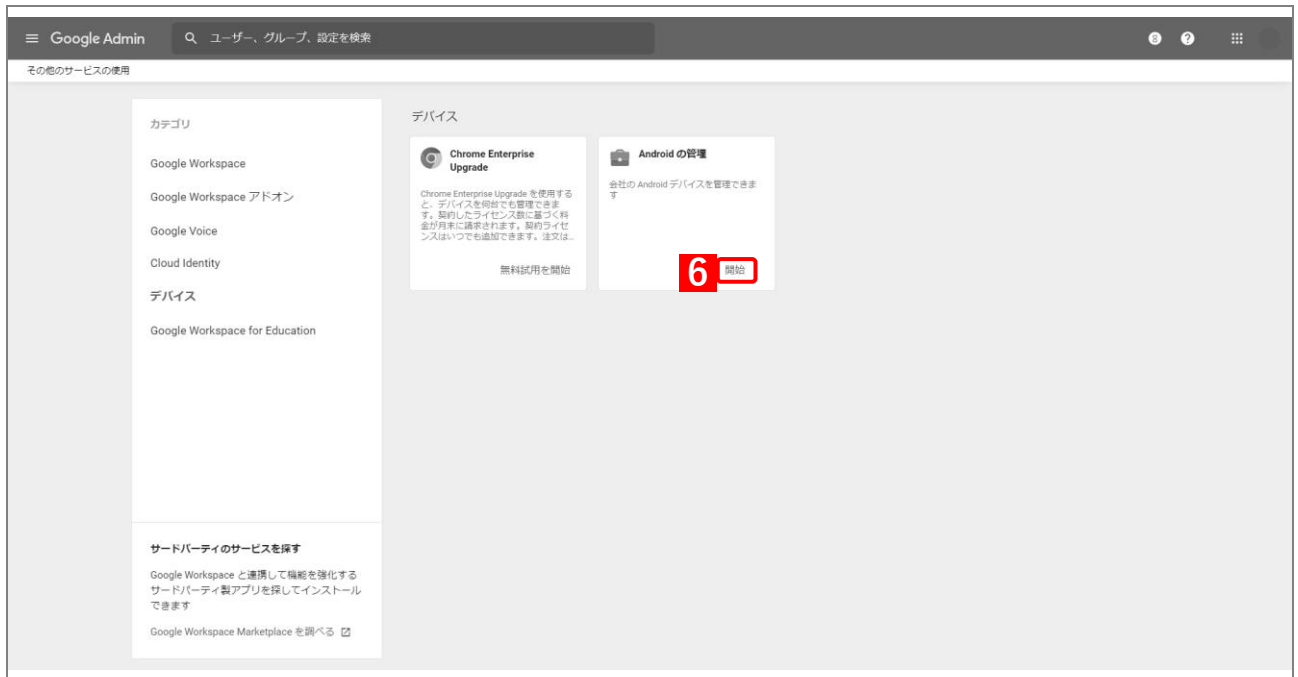 Google Admin
ユーザー、グループ、設定を検索
8
?
その他のサービスの使用
カテゴリ
Google Workspace
Google Workspace アドオン
Google Voice
Cloud Identity
デバイス
Google Workspace for Education
サードパーティのサービスを探す
Google Workspace と連携して機能を強化する
サードパーティ製アプリを探してインストール
できます
Google Workspace Marketplace を調べる
デバイス
Chrome Enterprise
Upgrade
Chrome Enterprise Upgrade を使用する
と、デバイスを何台でも管理できま
す。契約したライセンス数に基づく料
金が月末に請求されます。契約ライセ
ンスはいつでも追加できます。注文は...
無料試用を開始
Android の管理
会社の Android デバイスを管理できま
す
6
開始